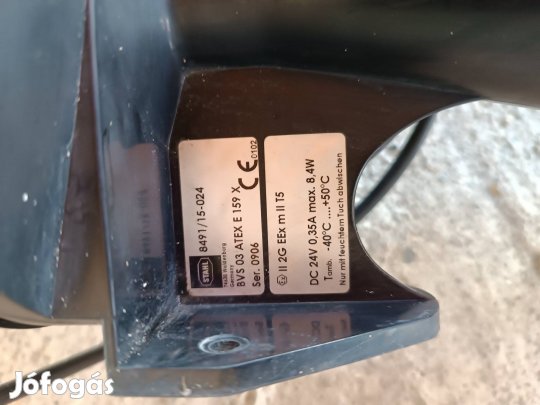 STAHL
8491/15-024
Germany
BVS 03 ATEX E 159 X
Ser. 0906
CE 0102
II 2G EEx m II T5
DC 24V 0,35A max. 8,4W
Tamb. -40°C ....+50°C
Nur mit feuchtem Tuch abwischen
Jófogás